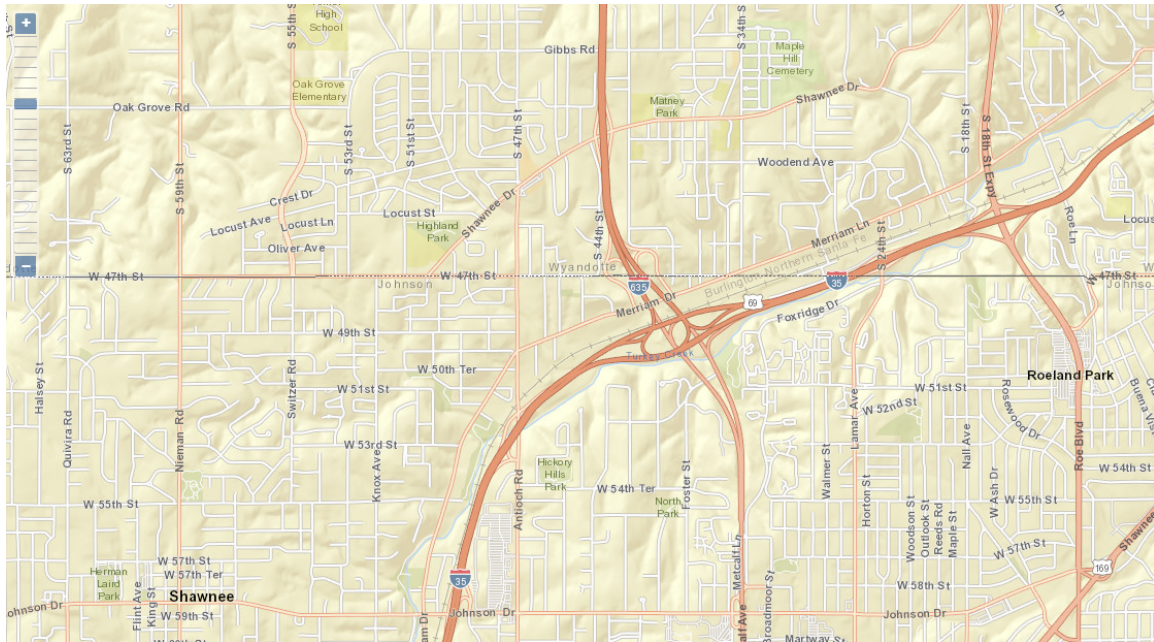 +
S 55th St
High
School
Gibbs Rd
S 34th St
Maple
Hill
Cemetery
Ln
Oak Grove
Elementary
Oak Grove Rd
Matney
Park
Shawnee Dr
S 63rd St
S 59th St
S 53rd St
S 51st St
S 47th St
S 18th St
S 18th St Expy
Woodend Ave
Crest Dr
Locust Ave
Locust Ln
Locust St
Highland
Park
Shawnee Dr
Oliver Ave
S 44th St
Merriam Ln
S 24th St
Roe Ln
Locust
Burlington Northern Santa Fe
-
W 47th St
W 47th St
Wyandotte
Johnson
635
35
W 47th St
Johnson
Merriam Dr
69
Foxridge Dr
W 49th St
Turkey Creek
Halsey St
Quivira Rd
Nieman Rd
Switzer Rd
W 50th Ter
W 51st St
W 51st St
Roeland Park
W 52nd St
Rosewood Dr
Buena Vist
Lamar Ave
Nall Ave
Roe Blvd
W 53rd St
Knox Ave
Antioch Rd
Hickory
Hills
Park
W 54th Ter
North
Park
Foster St
Walmer St
Horton St
W 54th St
W 55th St
W 55th St
W Ash Dr
Woodson St
Outlook St
Reeds Rd
Maple St
W 57th St
Shawnee
169
W 57th St
W 57th Ter
Herman
Laird
Park
Flint Ave
King St
Shawnee
35
Metcalf Ln
Broadmoor St
W 58th St
Johnson Dr
W 59th St
Johnson Dr
Johnson Dr
am Dr
alf Ave
Martway St